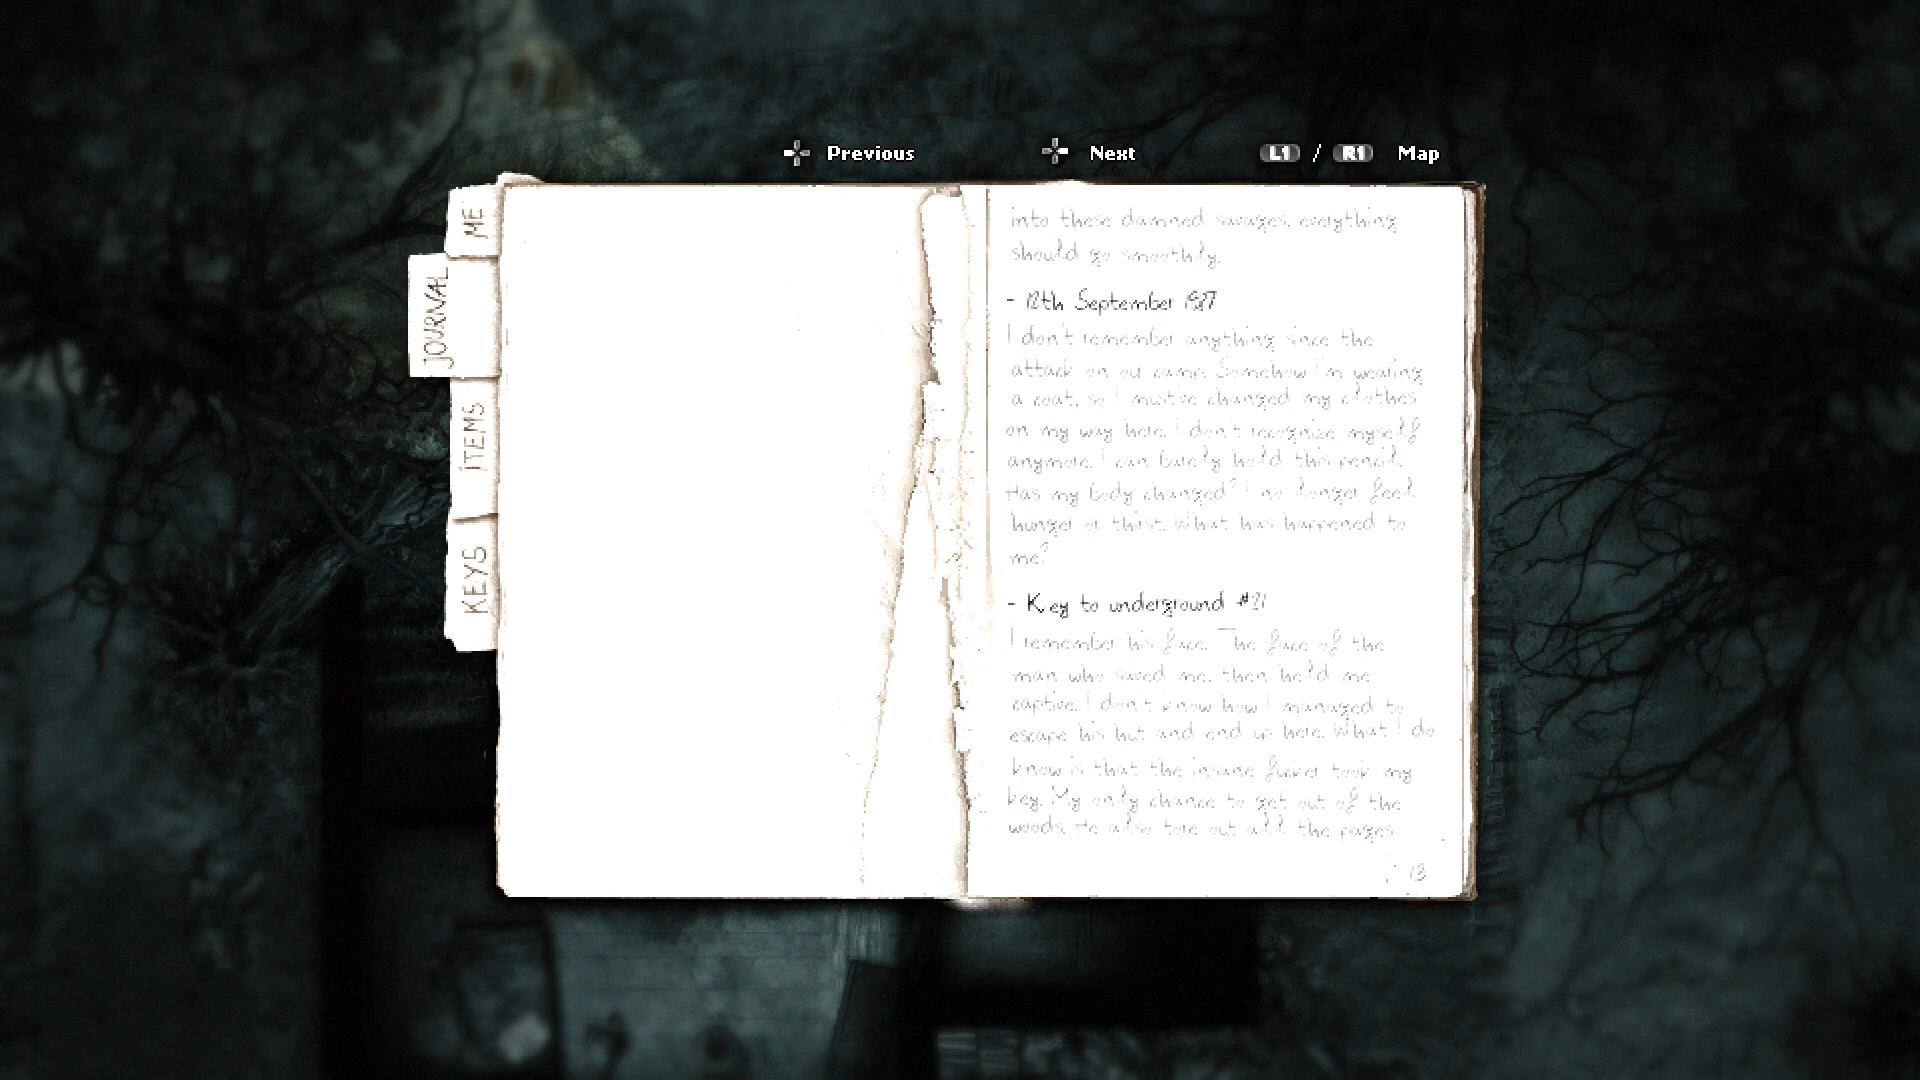 Previous
Next
L1 / R1 Map
ME
JOURNAL
ITEMS
KEYS
into these damned savages, everything
should go smoothly.
- 12th September 1987
I don't remember anything since the
attack on our camp. Somehow I'm wearing
a coat, so I must've changed my clothes
on my way here. I don't recognize myself
anymore. I can barely hold this pencil.
Has my body changed? I no longer feel
hunger or thirst. What has happened to
me?
- Key to underground #21
I remember his face. The face of the
man who saved me, then held me
captive. I don't know how I managed to
escape his hut and end up here. What I do
know is that the insane fucker took my
key. My only chance to get out of the
woods. He also tore out all the pages
13